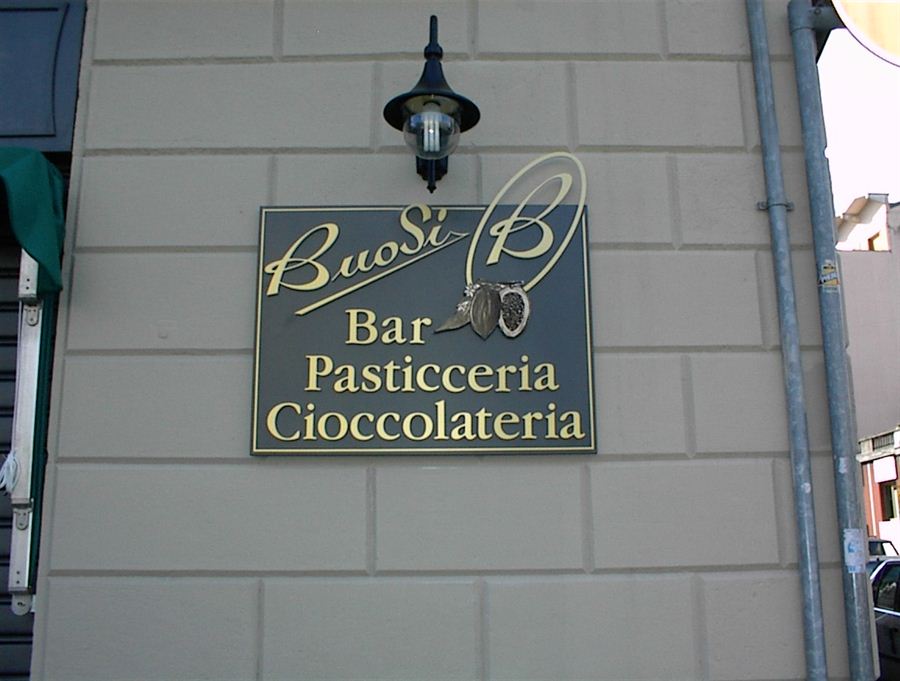 BuoSi B
Bar
Pasticceria
Cioccolateria